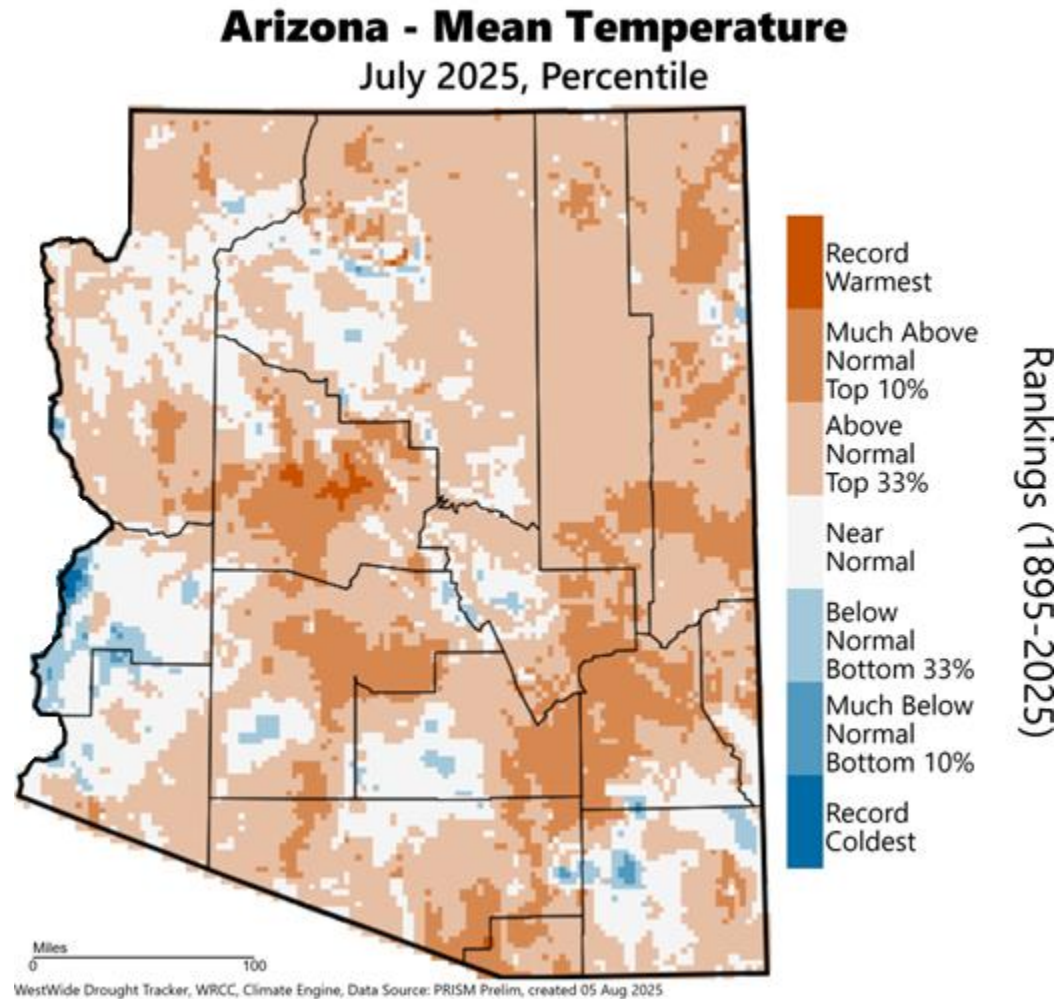 Arizona - Mean Temperature
July 2025, Percentile
Record
Warmest
Much Above
Normal
Top 10%
Above
Normal
Top 33%
Near
Normal
Below
Normal
Bottom 33%
Much Below
Normal
Bottom 10%
Record
Coldest
Rankings (1895-2025)
Miles
0 100
WestWide Drought Tracker, WRCC, Climate Engine, Data Source: PRISM Prelim, created 05 Aug 2025